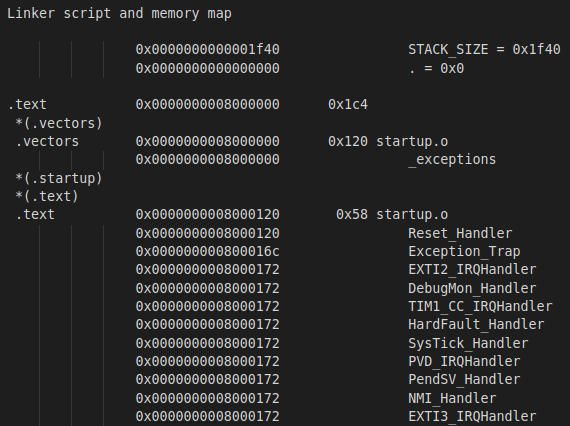 Linker script and memory map
0x0000000000001f40 STACK_SIZE = 0x1f40
0x0000000000000000 . = 0x0
.text 0x0000000008000000 0x1c4
*(.vectors)
.vectors 0x0000000008000000 0x120 startup.o
0x0000000008000000 _exceptions
*(.startup)
*(.text)
.text 0x0000000008000120 0x58 startup.o
0x0000000008000120 Reset_Handler
0x000000000800016c Exception_Trap
0x0000000008000172 EXTI2_IRQHandler
0x0000000008000172 DebugMon_Handler
0x0000000008000172 TIM1_CC_IRQHandler
0x0000000008000172 HardFault_Handler
0x0000000008000172 SysTick_Handler
0x0000000008000172 PVD_IRQHandler
0x0000000008000172 PendSV_Handler
0x0000000008000172 NMI_Handler
0x0000000008000172 EXTI3_IRQHandler